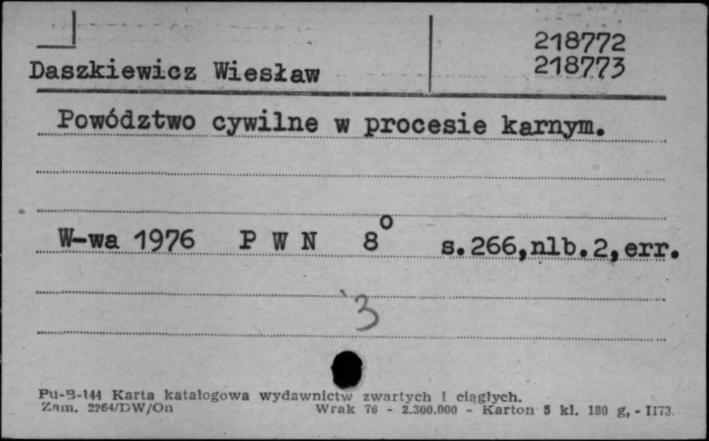 218772
Daszkiewicz Wiesław 218773
Powództwo cywilne w procesie karnym.
W-wa 1976 P W N 8° s.266,nlb.2,err.
3
Pu-B-144 Karta katalogowa wydawnictw zwartych i ciągłych.
Zam. 2264/DW/On Wrak 76 - 2.300.000 - Karton 5 kl. 180 g, - II73.